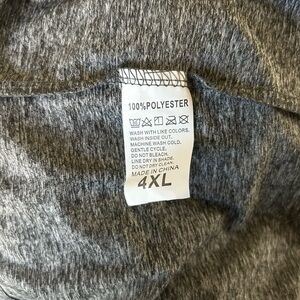 100%POLYESTER
WASH WITH LIKE COLORS.
WASH INSIDE OUT.
MACHINE WASH COLD.
GENTLE CYCLE.
DO NOT BLEACH.
LINE DRY IN SHADE.
DO NOT DRY CLEAN.
MADE IN CHINA
4XL